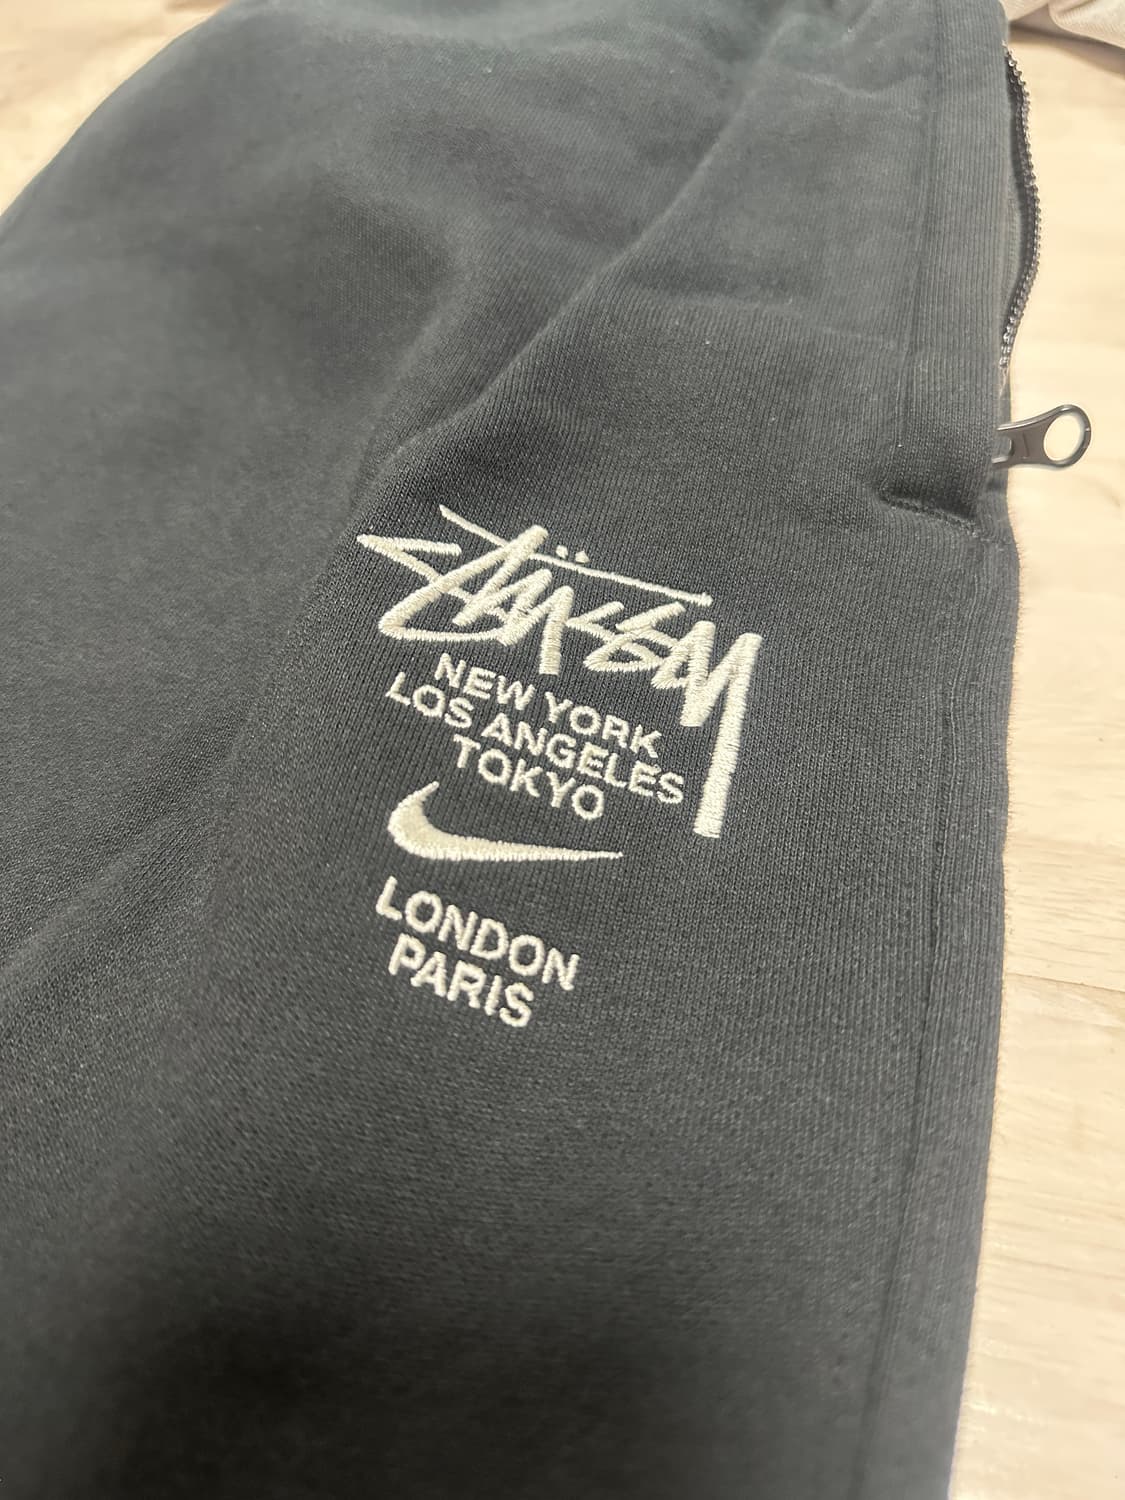 Stüssy
NEW YORK
LOS ANGELES
TOKYO
LONDON
PARIS